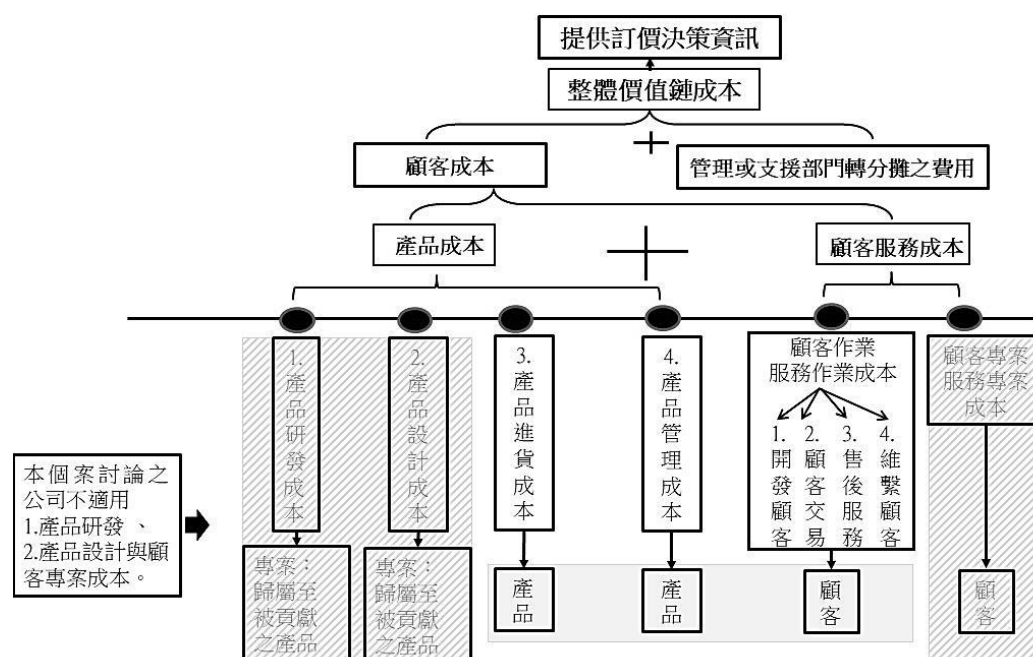 提供訂價決策資訊
整體價值鏈成本
顧客成本
管理或支援部門轉分攤之費用
產品成本
顧客服務成本
1.產品研發成本
2.產品設計成本
3.產品進貨成本
4.產品管理成本
顧客作業
服務作業成本
1.開發顧客
2.顧客交易
3.售後服務
4.維繫顧客
顧客專案
服務專案
成本
本個案討論之
公司不適用
1.產品研發、
2.產品設計與顧
客專案成本。
專案：
歸屬至
被貢獻
之產品
專案：
歸屬至
被貢獻
之產品
產品
產品
顧客
顧客